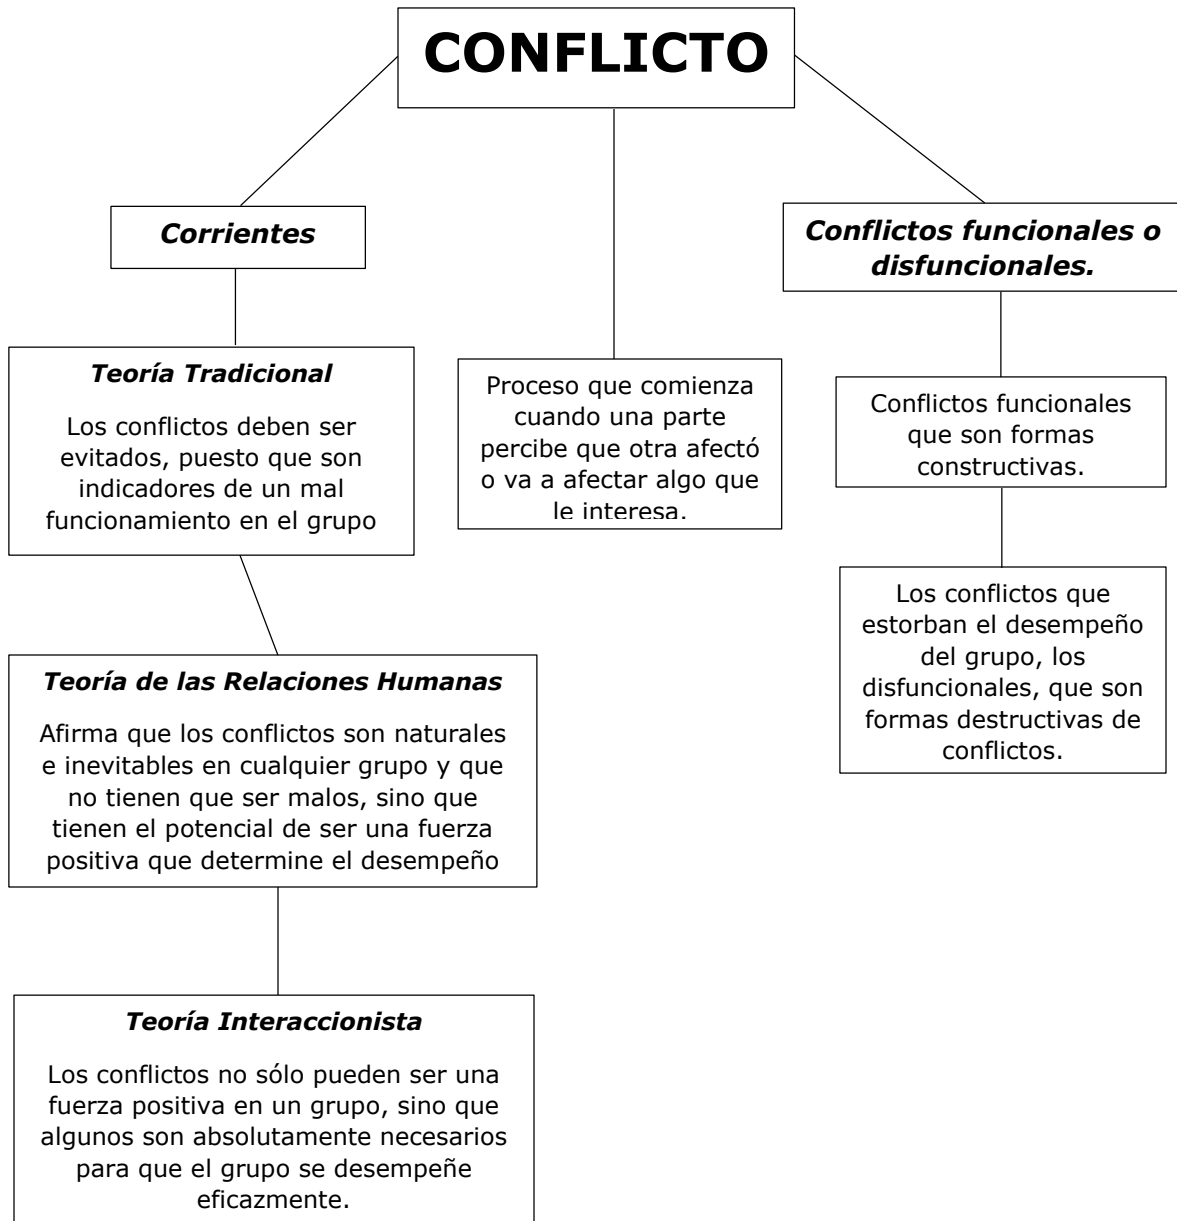 CONFLICTO
Corrientes
Teoría Tradicional
Los conflictos deben ser
evitados, puesto que son
indicadores de un mal
funcionamiento en el grupo
Teoría de las Relaciones Humanas
Afirma que los conflictos son naturales
e inevitables en cualquier grupo y que
no tienen que ser malos, sino que
tienen el potencial de ser una fuerza
positiva que determine el desempeño
Teoría Interaccionista
Los conflictos no sólo pueden ser una
fuerza positiva en un grupo, sino que
algunos son absolutamente necesarios
para que el grupo se desempeñe
eficazmente.
Proceso que comienza
cuando una parte
percibe que otra afectó
o va a afectar algo que
le interesa.
Conflictos funcionales o
disfuncionales.
Conflictos funcionales
que son formas
constructivas.
Los conflictos que
estorban el desempeño
del grupo, los
disfuncionales, que son
formas destructivas de
conflictos.